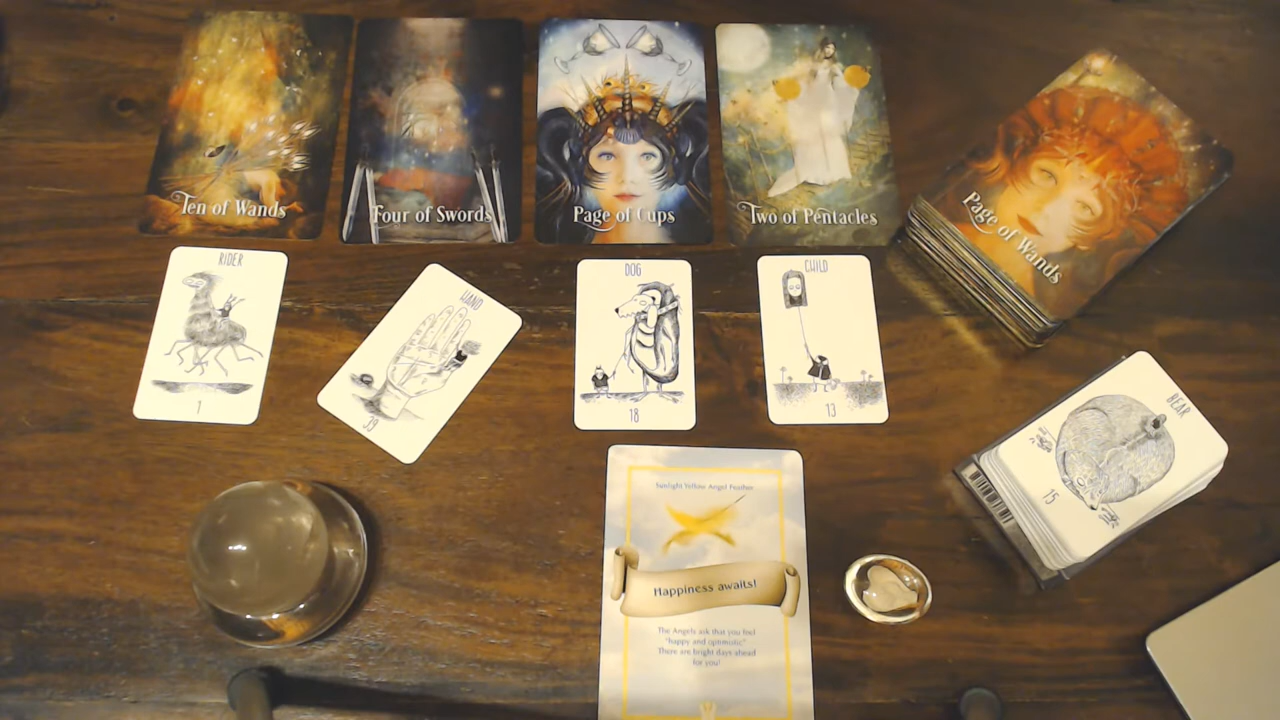 Ten of Wands
Four of Swords
Page of Cups
Two of Pentacles
Page of Wands
RIDER
1
HAND
39
DOG
18
CHILD
13
BEAR
15
Sunlight Yellow Angel Feather
Happiness awaits!
The Angels ask that you feel
"happy and optimistic"
There are bright days ahead
for you!